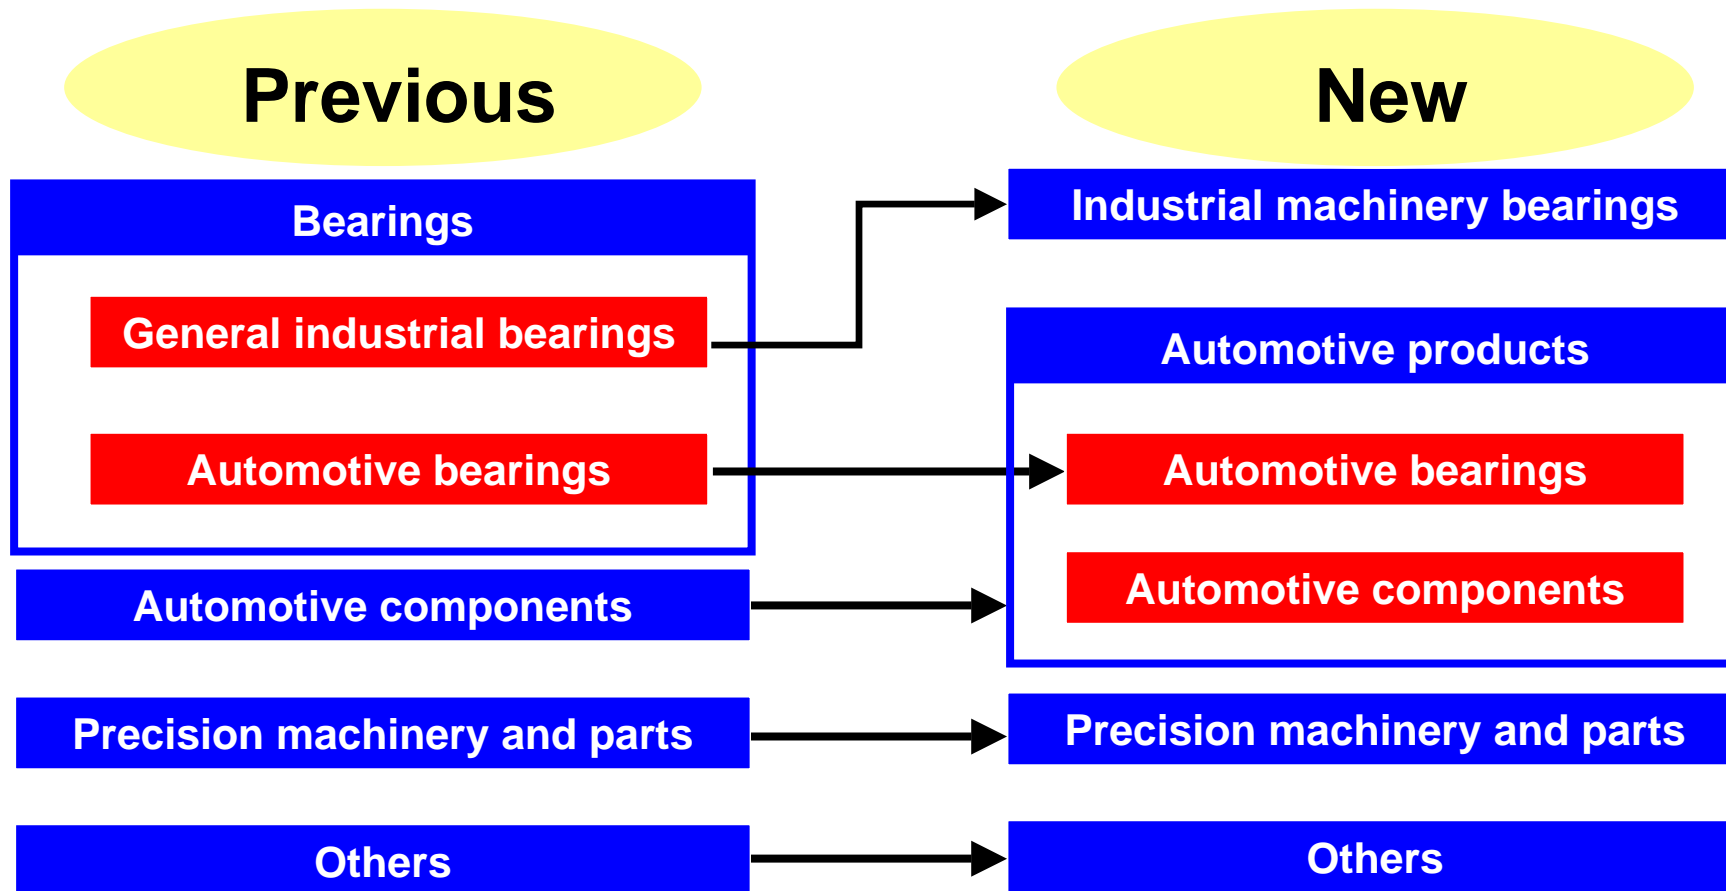 Previous
Bearings
General industrial bearings
Automotive bearings
Automotive components
Precision machinery and parts
Others
New
Industrial machinery bearings
Automotive products
Automotive bearings
Automotive components
Precision machinery and parts
Others